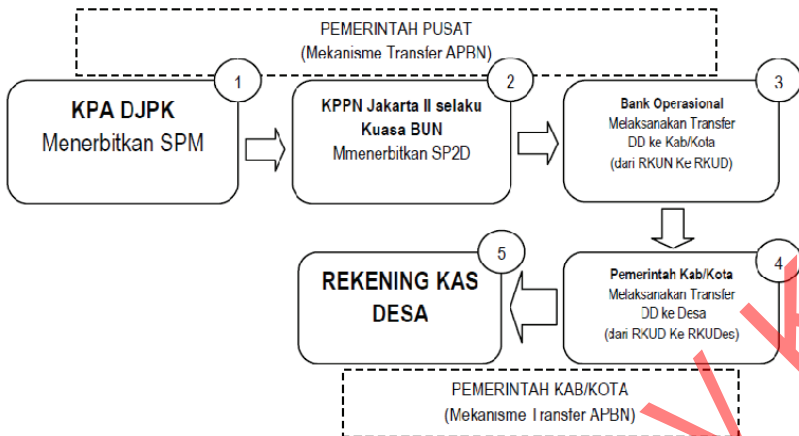 PEMERINTAH PUSAT
(Mekanisme Transfer APBN)
1
KPA DJPK
Menerbitkan SPM
2
KPPN Jakarta II selaku
Kuasa BUN
Mmenerbitkan SP2D
3
Bank Operasional
Melaksanakan Transfer
DD ke Kab/Kota
(dari RKUN Ke RKUD)
4
Pemerintah Kab/Kota
Melaksanakan Transfer
DD ke Desa
(dari RKUD Ke RKUDes)
5
REKENING KAS
DESA
PEMERINTAH KAB/KOTA
(Mekanisme Transfer APBN)